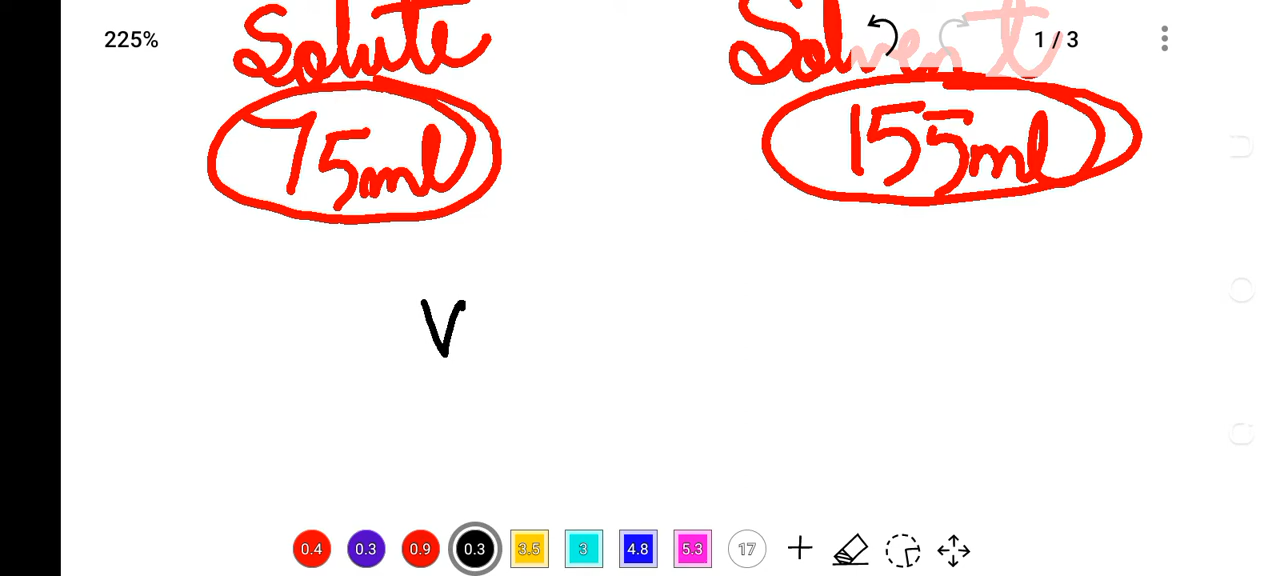 225%
1 / 3
Solute
Solvent
75ml
155ml
V
0.4
0.3
0.9
0.3
3.5
3
4.8
5.3
17